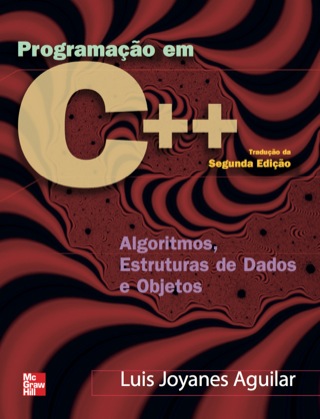 Programação em
C++
Tradução da
Segunda Edição
Algoritmos,
Estruturas de Dados
e Objetos
Mc
Graw
Hill
Luis Joyanes Aguilar